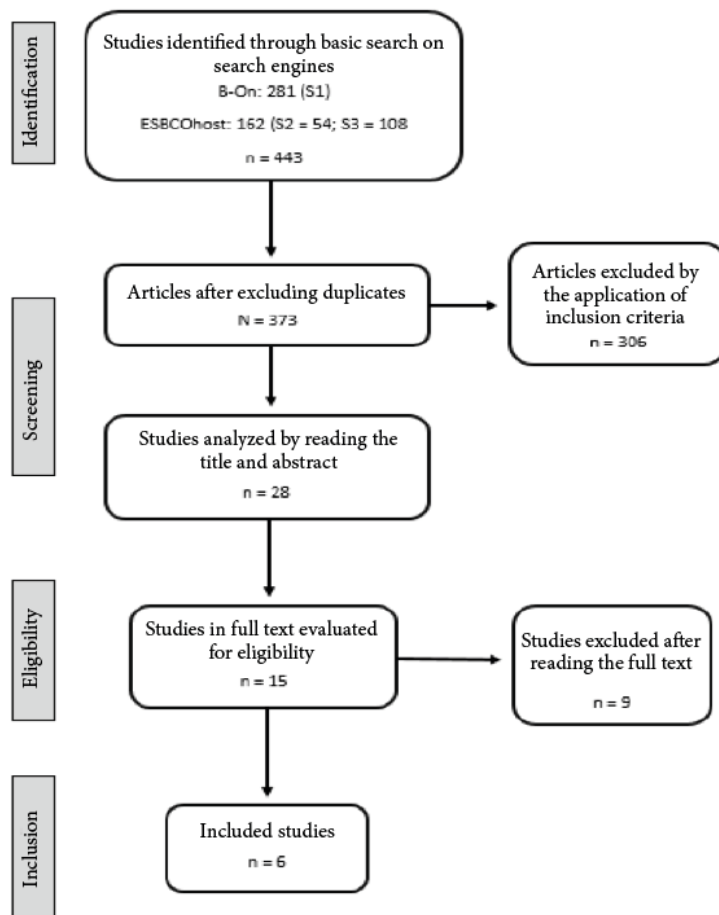 Identification
Studies identified through basic search on
search engines
B-On: 281 (S1)
ESBCOhost: 162 (S2 = 54; S3 = 108
n = 443
Screening
Articles after excluding duplicates
N = 373
Articles excluded by
the application of
inclusion criteria
n = 306
Studies analyzed by reading the
title and abstract
n = 28
Eligibility
Studies in full text evaluated
for eligibility
n = 15
Studies excluded after
reading the full text
n = 9
Inclusion
Included studies
n = 6